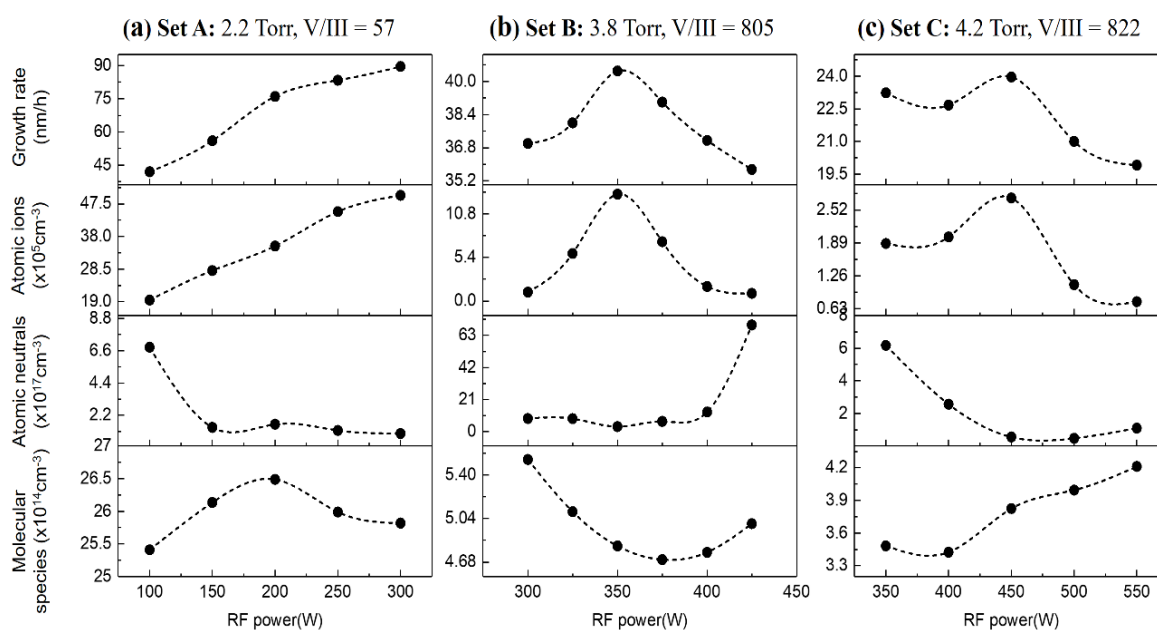 (a) Set A: 2.2 Torr, V/III = 57
(b) Set B: 3.8 Torr, V/III = 805
(c) Set C: 4.2 Torr, V/III = 822
Growth rate
(nm/h)
90
75
60
45
40.0
38.4
36.8
35.2
24.0
22.5
21.0
19.5
Atomic ions
(x10⁵cm⁻³)
47.5
38.0
28.5
19.0
10.8
5.4
0.0
2.52
1.89
1.26
0.63
Atomic neutrals
(x10¹⁷cm⁻³)
8.8
6.6
4.4
2.2
63
42
21
0
8
6
4
2
Molecular
species (x10¹⁴cm⁻³)
27
26.5
26
25.5
25
5.40
5.04
4.68
4.2
3.9
3.6
3.3
100 150 200 250 300
300 350 400 450
350 400 450 500 550
RF power(W)
RF power(W)
RF power(W)